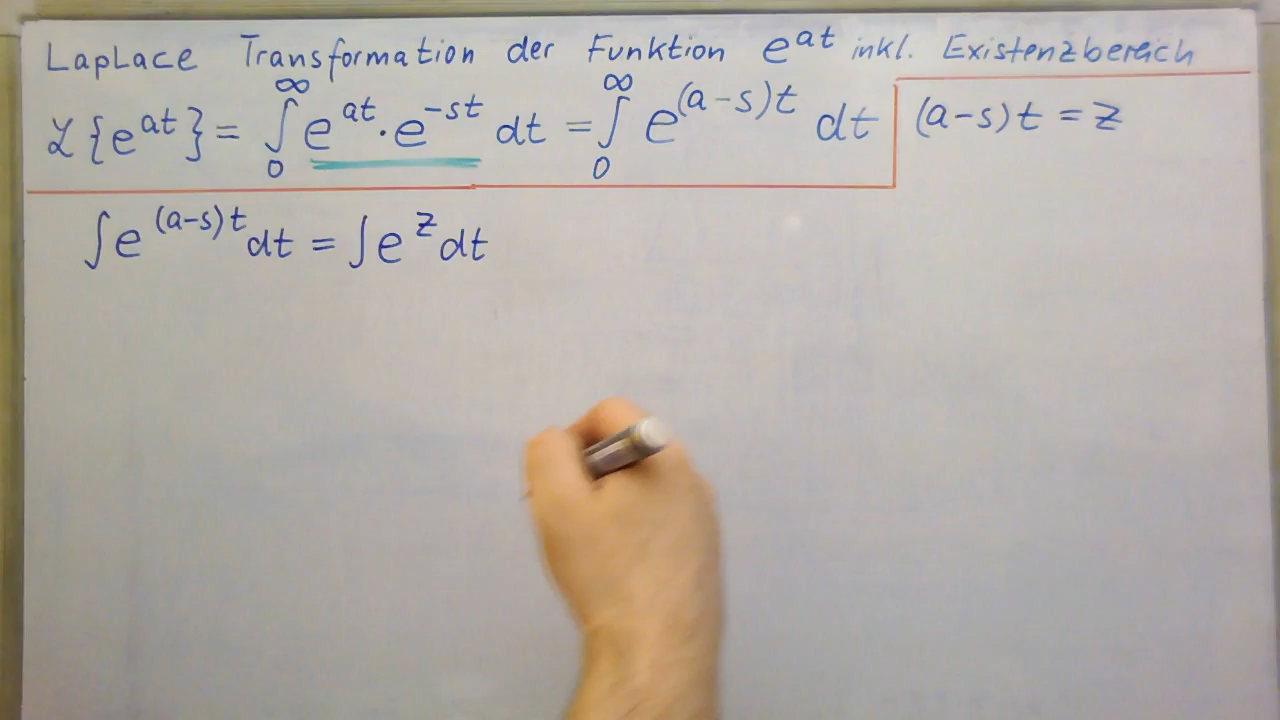 Laplace Transformation der Funktion e^{at} inkl. Existenzbereich
ℒ{e^{at}} = ∫_0^∞ e^{at}·e^{-st} dt = ∫_0^∞ e^{(a-s)t} dt
(a-s)t = z
∫e^{(a-s)t}dt = ∫e^z dt